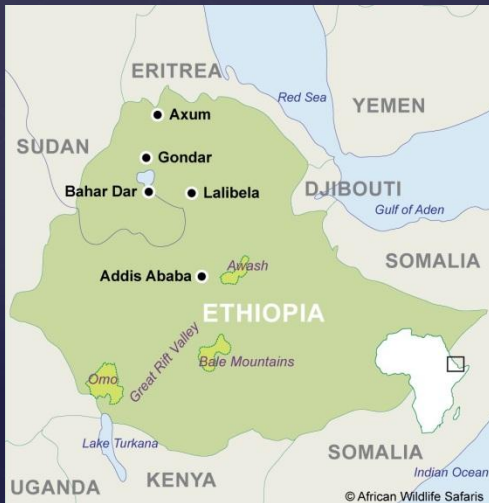 ERITREA
Red Sea
YEMEN
Axum
SUDAN
Gondar
Bahar Dar
Lalibela
DJIBOUTI
Gulf of Aden
SOMALIA
Awash
Addis Ababa
ETHIOPIA
Great Rift Valley
Bale Mountains
Omo
Lake Turkana
SOMALIA
UGANDA
KENYA
Indian Ocean
© African Wildlife Safaris